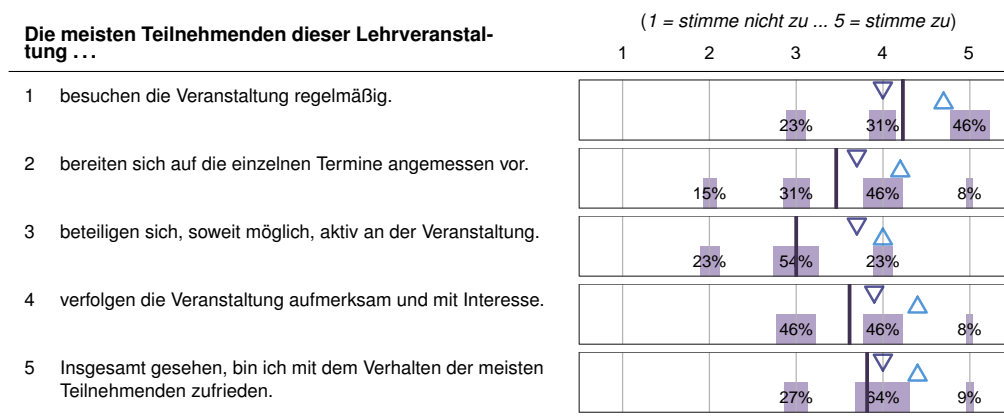 (1 = stimme nicht zu ... 5 = stimme zu)
Die meisten Teilnehmenden dieser Lehrveranstal-
tung . . .
1 2 3 4 5
1 besuchen die Veranstaltung regelmäßig.
23% 31% 46%
2 bereiten sich auf die einzelnen Termine angemessen vor.
15% 31% 46% 8%
3 beteiligen sich, soweit möglich, aktiv an der Veranstaltung.
23% 54% 23%
4 verfolgen die Veranstaltung aufmerksam und mit Interesse.
46% 46% 8%
5 Insgesamt gesehen, bin ich mit dem Verhalten der meisten
Teilnehmenden zufrieden.
27% 64% 9%